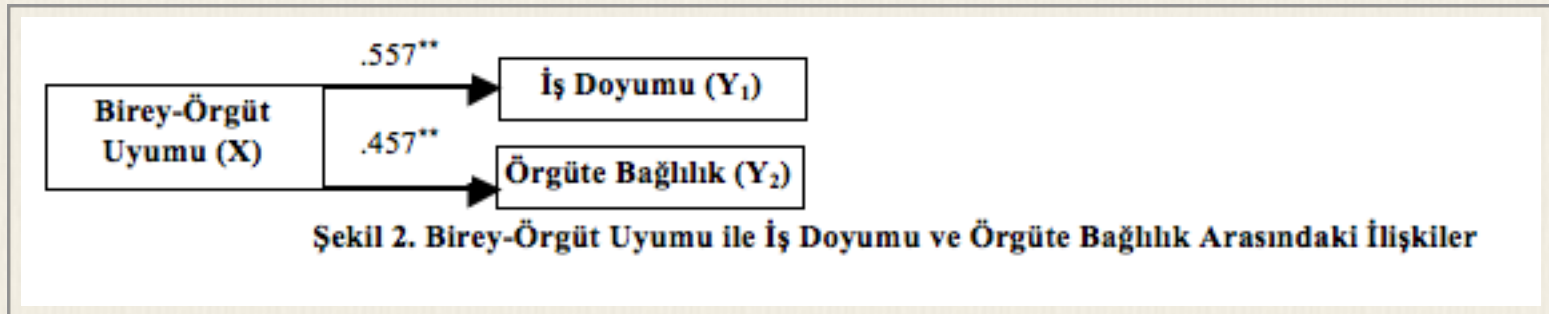 .557**
İş Doyumu (Y₁)
Birey-Örgüt
Uyumu (X)
.457**
Örgüte Bağlılık (Y₂)
Şekil 2. Birey-Örgüt Uyumu ile İş Doyumu ve Örgüte Bağlılık Arasındaki İlişkiler